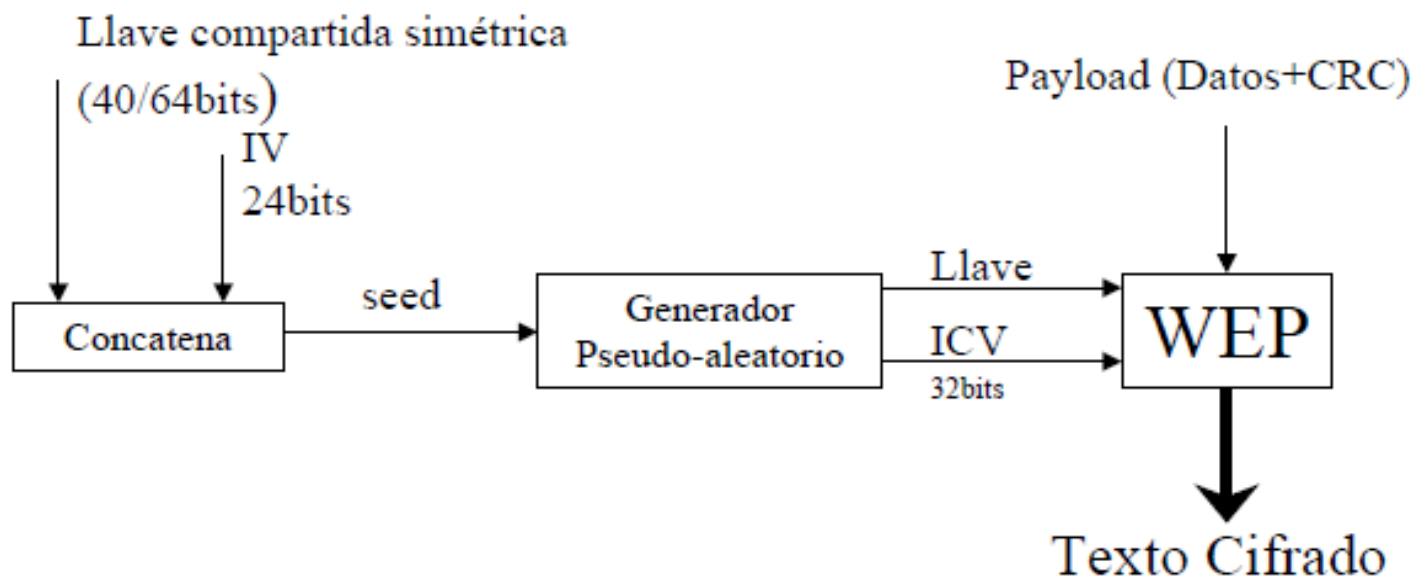 Llave compartida simétrica
(40/64bits)
IV
24bits
Payload (Datos+CRC)
Concatena
seed
Generador
Pseudo-aleatorio
Llave
ICV
32bits
WEP
Texto Cifrado